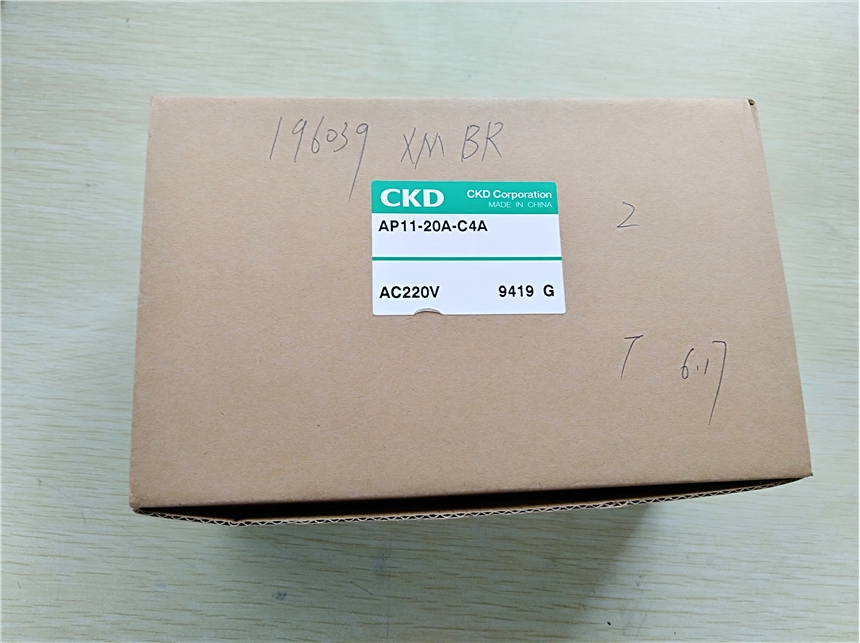 196039 XM BR
CKD CKD Corporation
MADE IN CHINA
AP11-20A-C4A
2
AC220V 9419 G
T 6.17